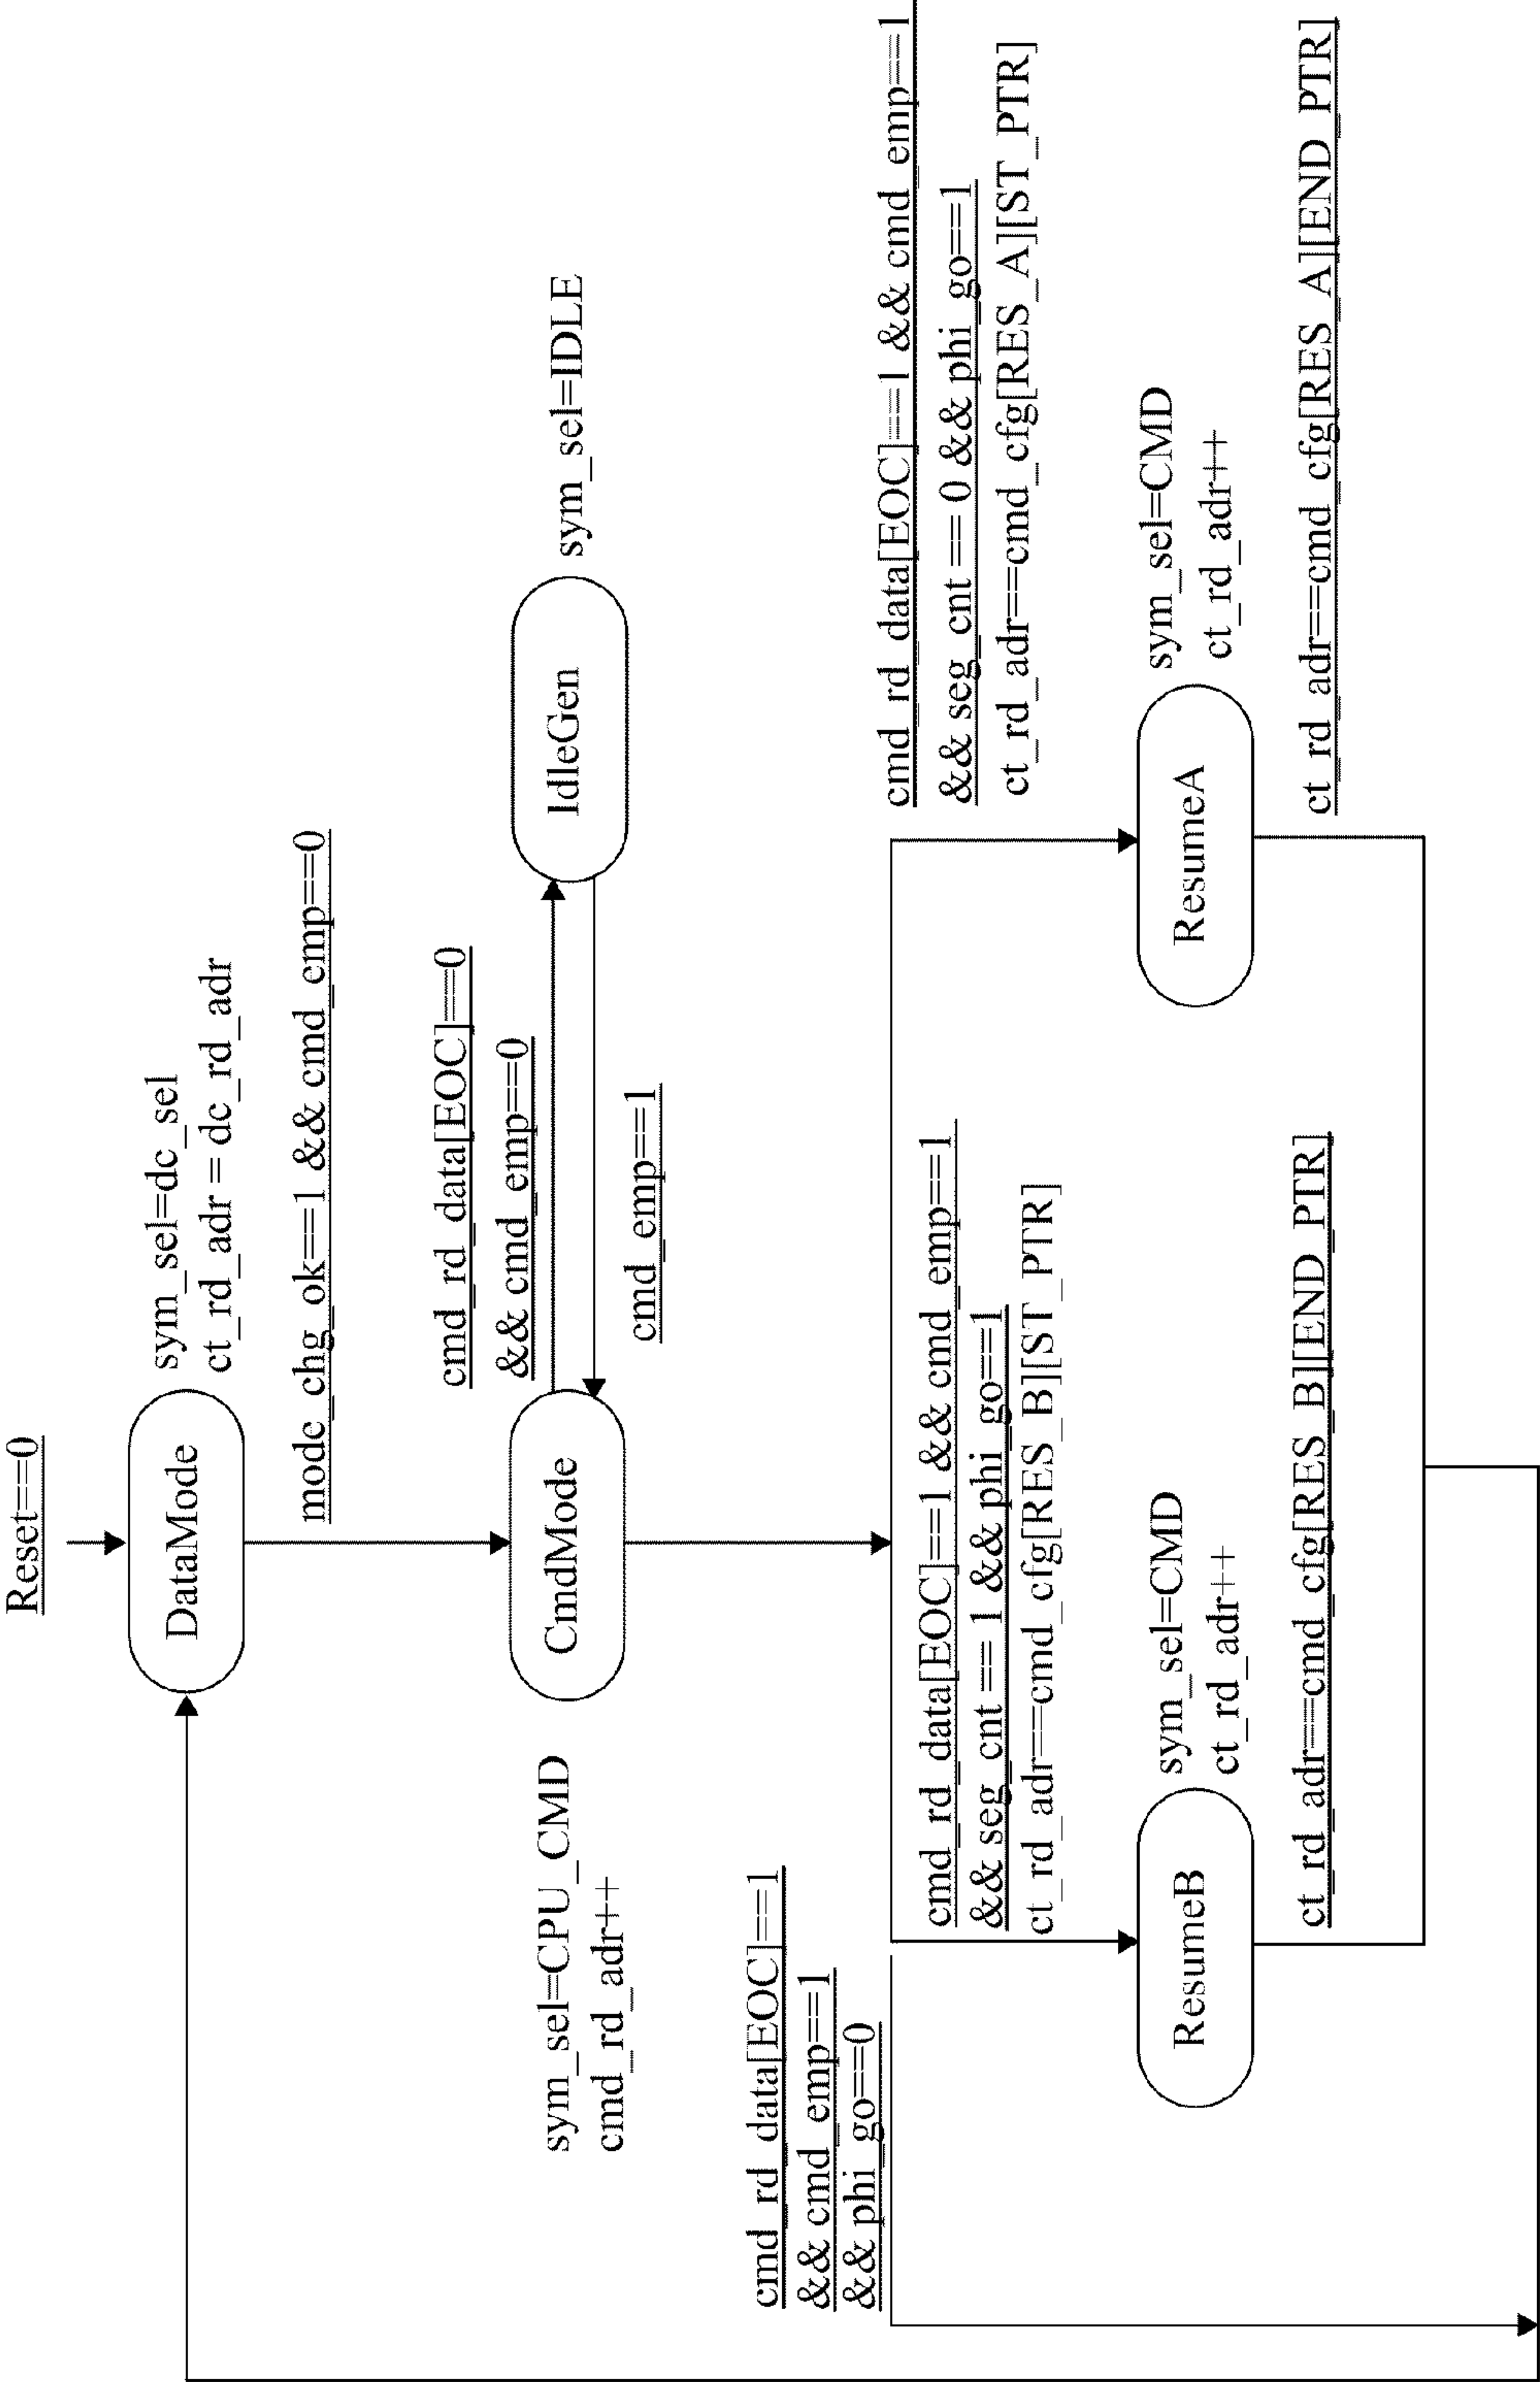 Reset==0
DataMode
sym_sel=dc_sel
ct_rd_adr = dc_rd_adr
mode_chg_ok==1 && cmd_emp==0
cmd_rd_data[EOC]==0
&& cmd_emp==0
CmdMode
IdleGen
sym_sel=IDLE
cmd_emp==1
sym_sel=CPU_CMD
cmd_rd_adr++
cmd_rd_data[EOC]==1
&& cmd_emp==1
&& phi_go==0
cmd_rd_data[EOC]==1 && cmd_emp==1
&& seg_cnt == 1 && phi_go==1
ct_rd_adr==cmd_cfg[RES_B][ST_PTR]
cmd_rd_data[EOC]==1 && cmd_emp==1
&& seg_cnt == 0 && phi_go==1
ct_rd_adr==cmd_cfg[RES_A][ST_PTR]
ResumeB
sym_sel=CMD
ct_rd_adr++
ResumeA
sym_sel=CMD
ct_rd_adr++
ct_rd_adr==cmd_cfg[RES_B][END_PTR]
ct_rd_adr==cmd_cfg[RES_A][END_PTR]